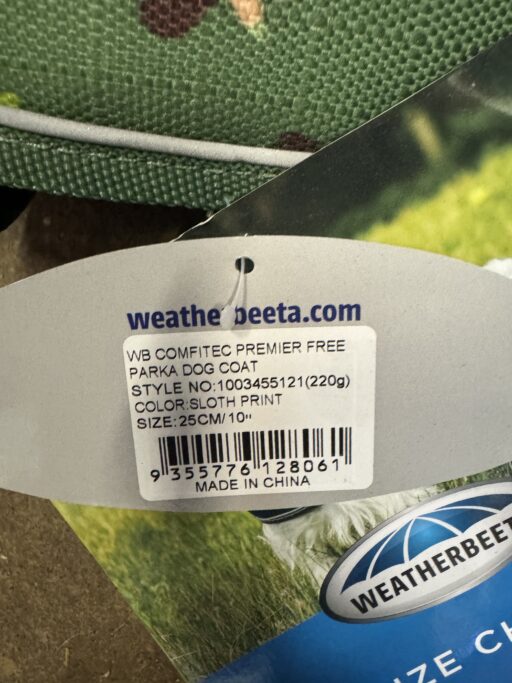 weatherbeeta.com
WB COMFITEC PREMIER FREE
PARKA DOG COAT
STYLE NO:1003455121(220g)
COLOR:SLOTH PRINT
SIZE:25CM/10"
9 355776 128061
MADE IN CHINA
WEATHERBEET